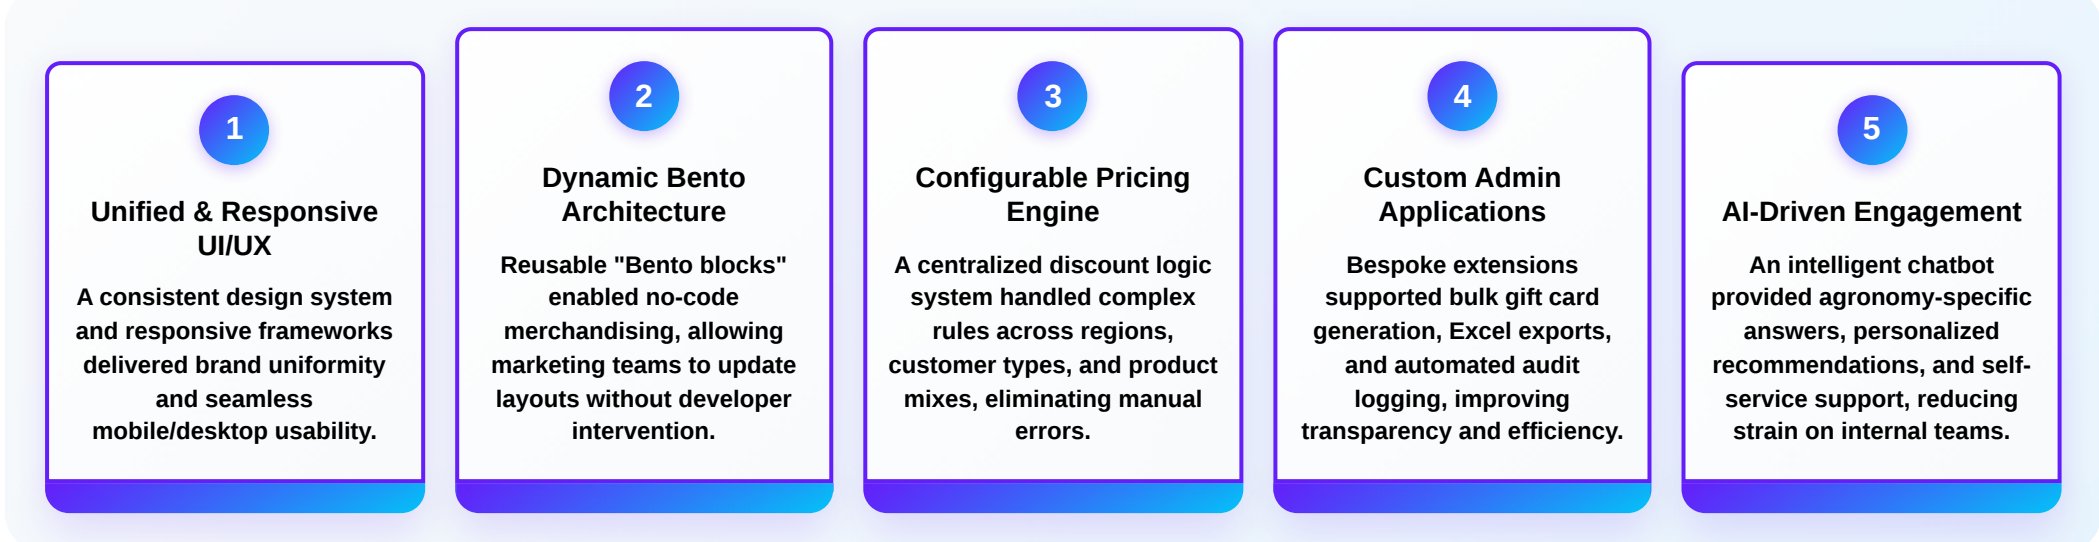 1
Unified & Responsive
UI/UX
A consistent design system
and responsive frameworks
delivered brand uniformity
and seamless
mobile/desktop usability.
2
Dynamic Bento
Architecture
Reusable "Bento blocks"
enabled no-code
merchandising, allowing
marketing teams to update
layouts without developer
intervention.
3
Configurable Pricing
Engine
A centralized discount logic
system handled complex
rules across regions,
customer types, and product
mixes, eliminating manual
errors.
4
Custom Admin
Applications
Bespoke extensions
supported bulk gift card
generation, Excel exports,
and automated audit
logging, improving
transparency and efficiency.
5
AI-Driven Engagement
An intelligent chatbot
provided agronomy-specific
answers, personalized
recommendations, and self-
service support, reducing
strain on internal teams.